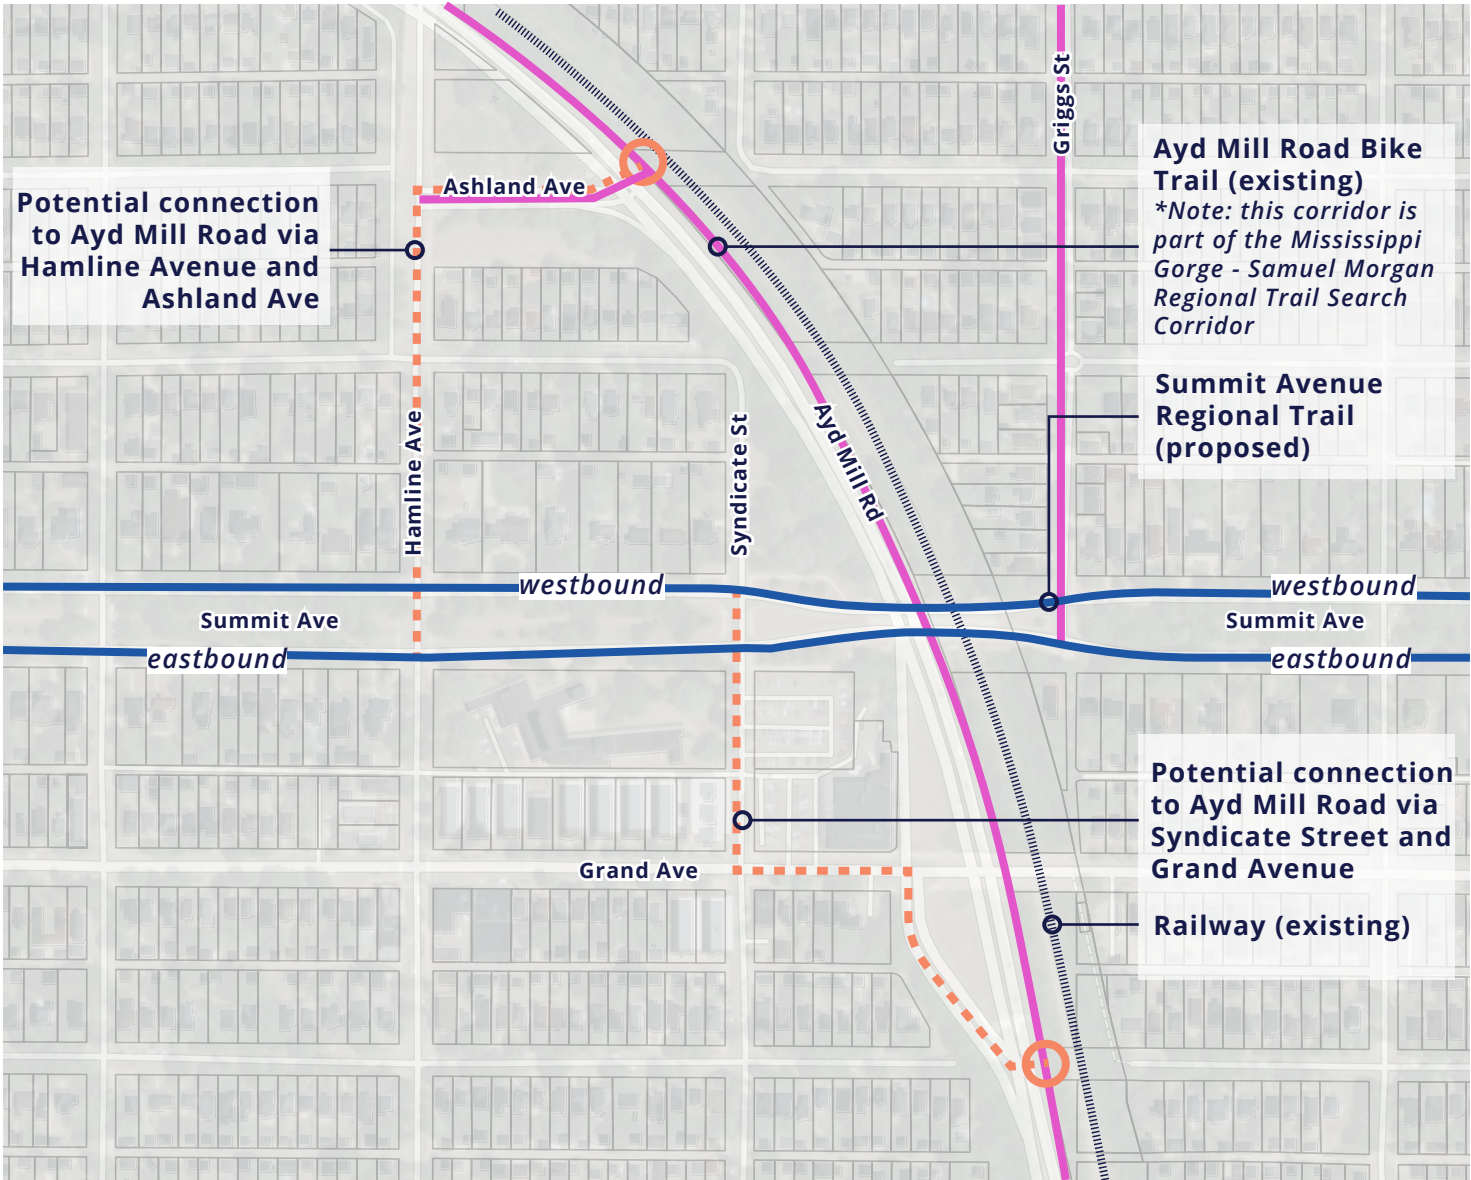 Griggs St
Ayd Mill Road Bike
Trail (existing)
*Note: this corridor is
part of the Mississippi
Gorge - Samuel Morgan
Regional Trail Search
Corridor
Ashland Ave
Potential connection
to Ayd Mill Road via
Hamline Avenue and
Ashland Ave
Summit Avenue
Regional Trail
(proposed)
Hamline Ave
Syndicate St
Ayd Mill Rd
westbound
westbound
Summit Ave
Summit Ave
eastbound
eastbound
Potential connection
to Ayd Mill Road via
Syndicate Street and
Grand Avenue
Grand Ave
Railway (existing)